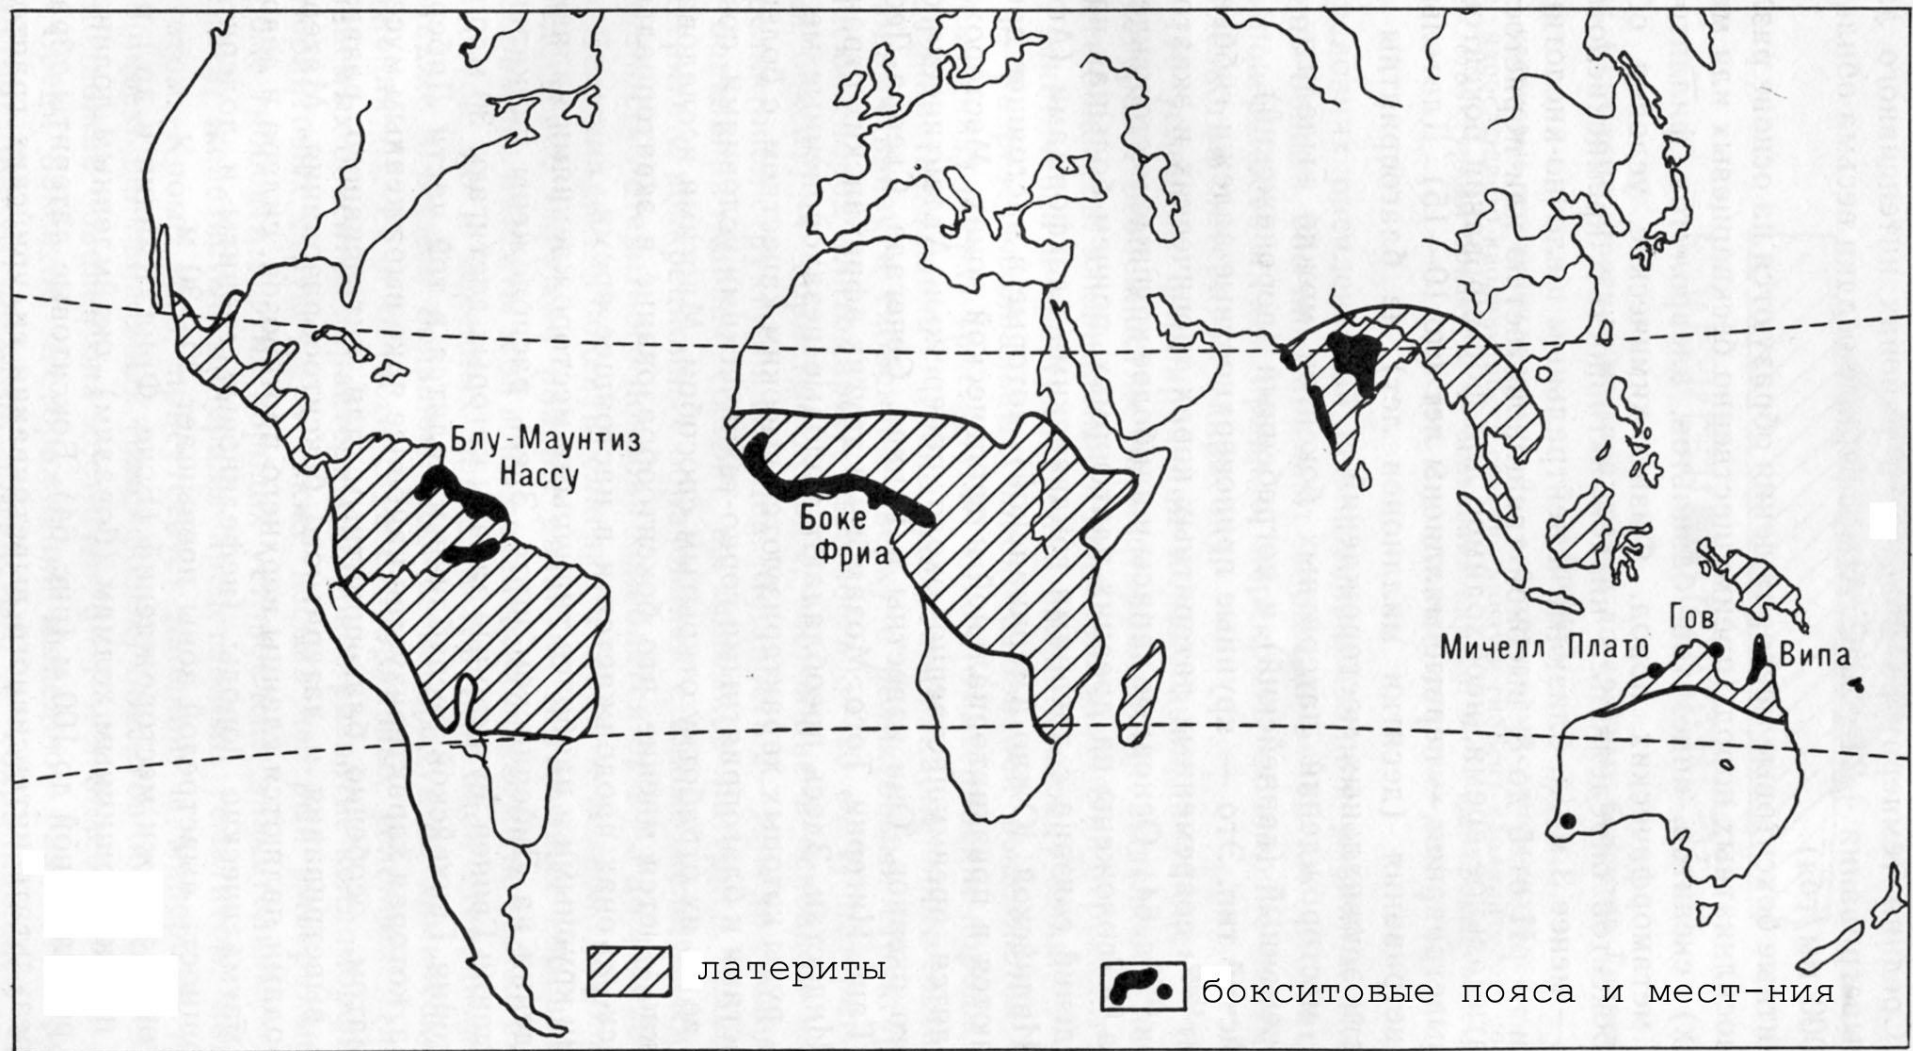 Блу-Маунтиз
Нассу
Боке
Фриа
Гов
Мичелл Плато
Випа
латериты
бокситовые пояса и мест-ния